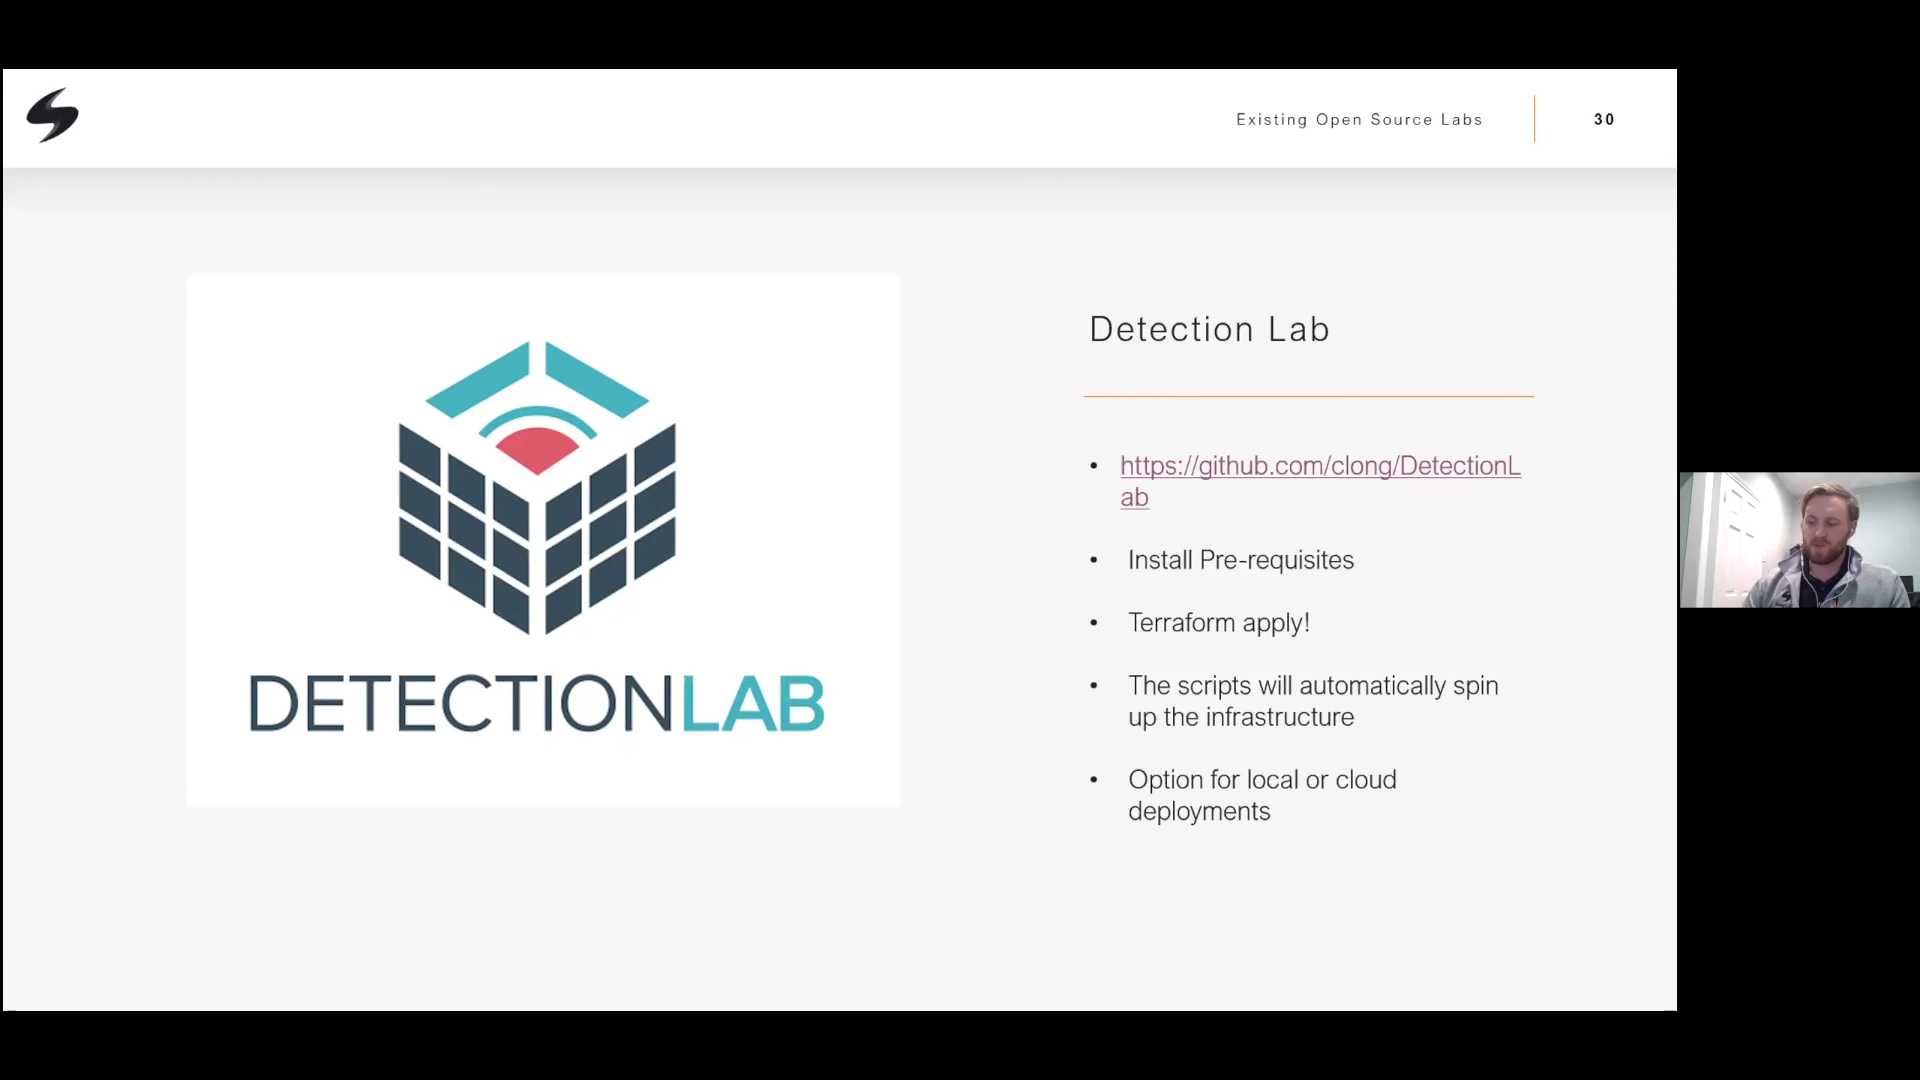 Existing Open Source Labs
30
DETECTIONLAB
Detection Lab
• https://github.com/clong/DetectionL
ab
• Install Pre-requisites
• Terraform apply!
• The scripts will automatically spin
up the infrastructure
• Option for local or cloud
deployments